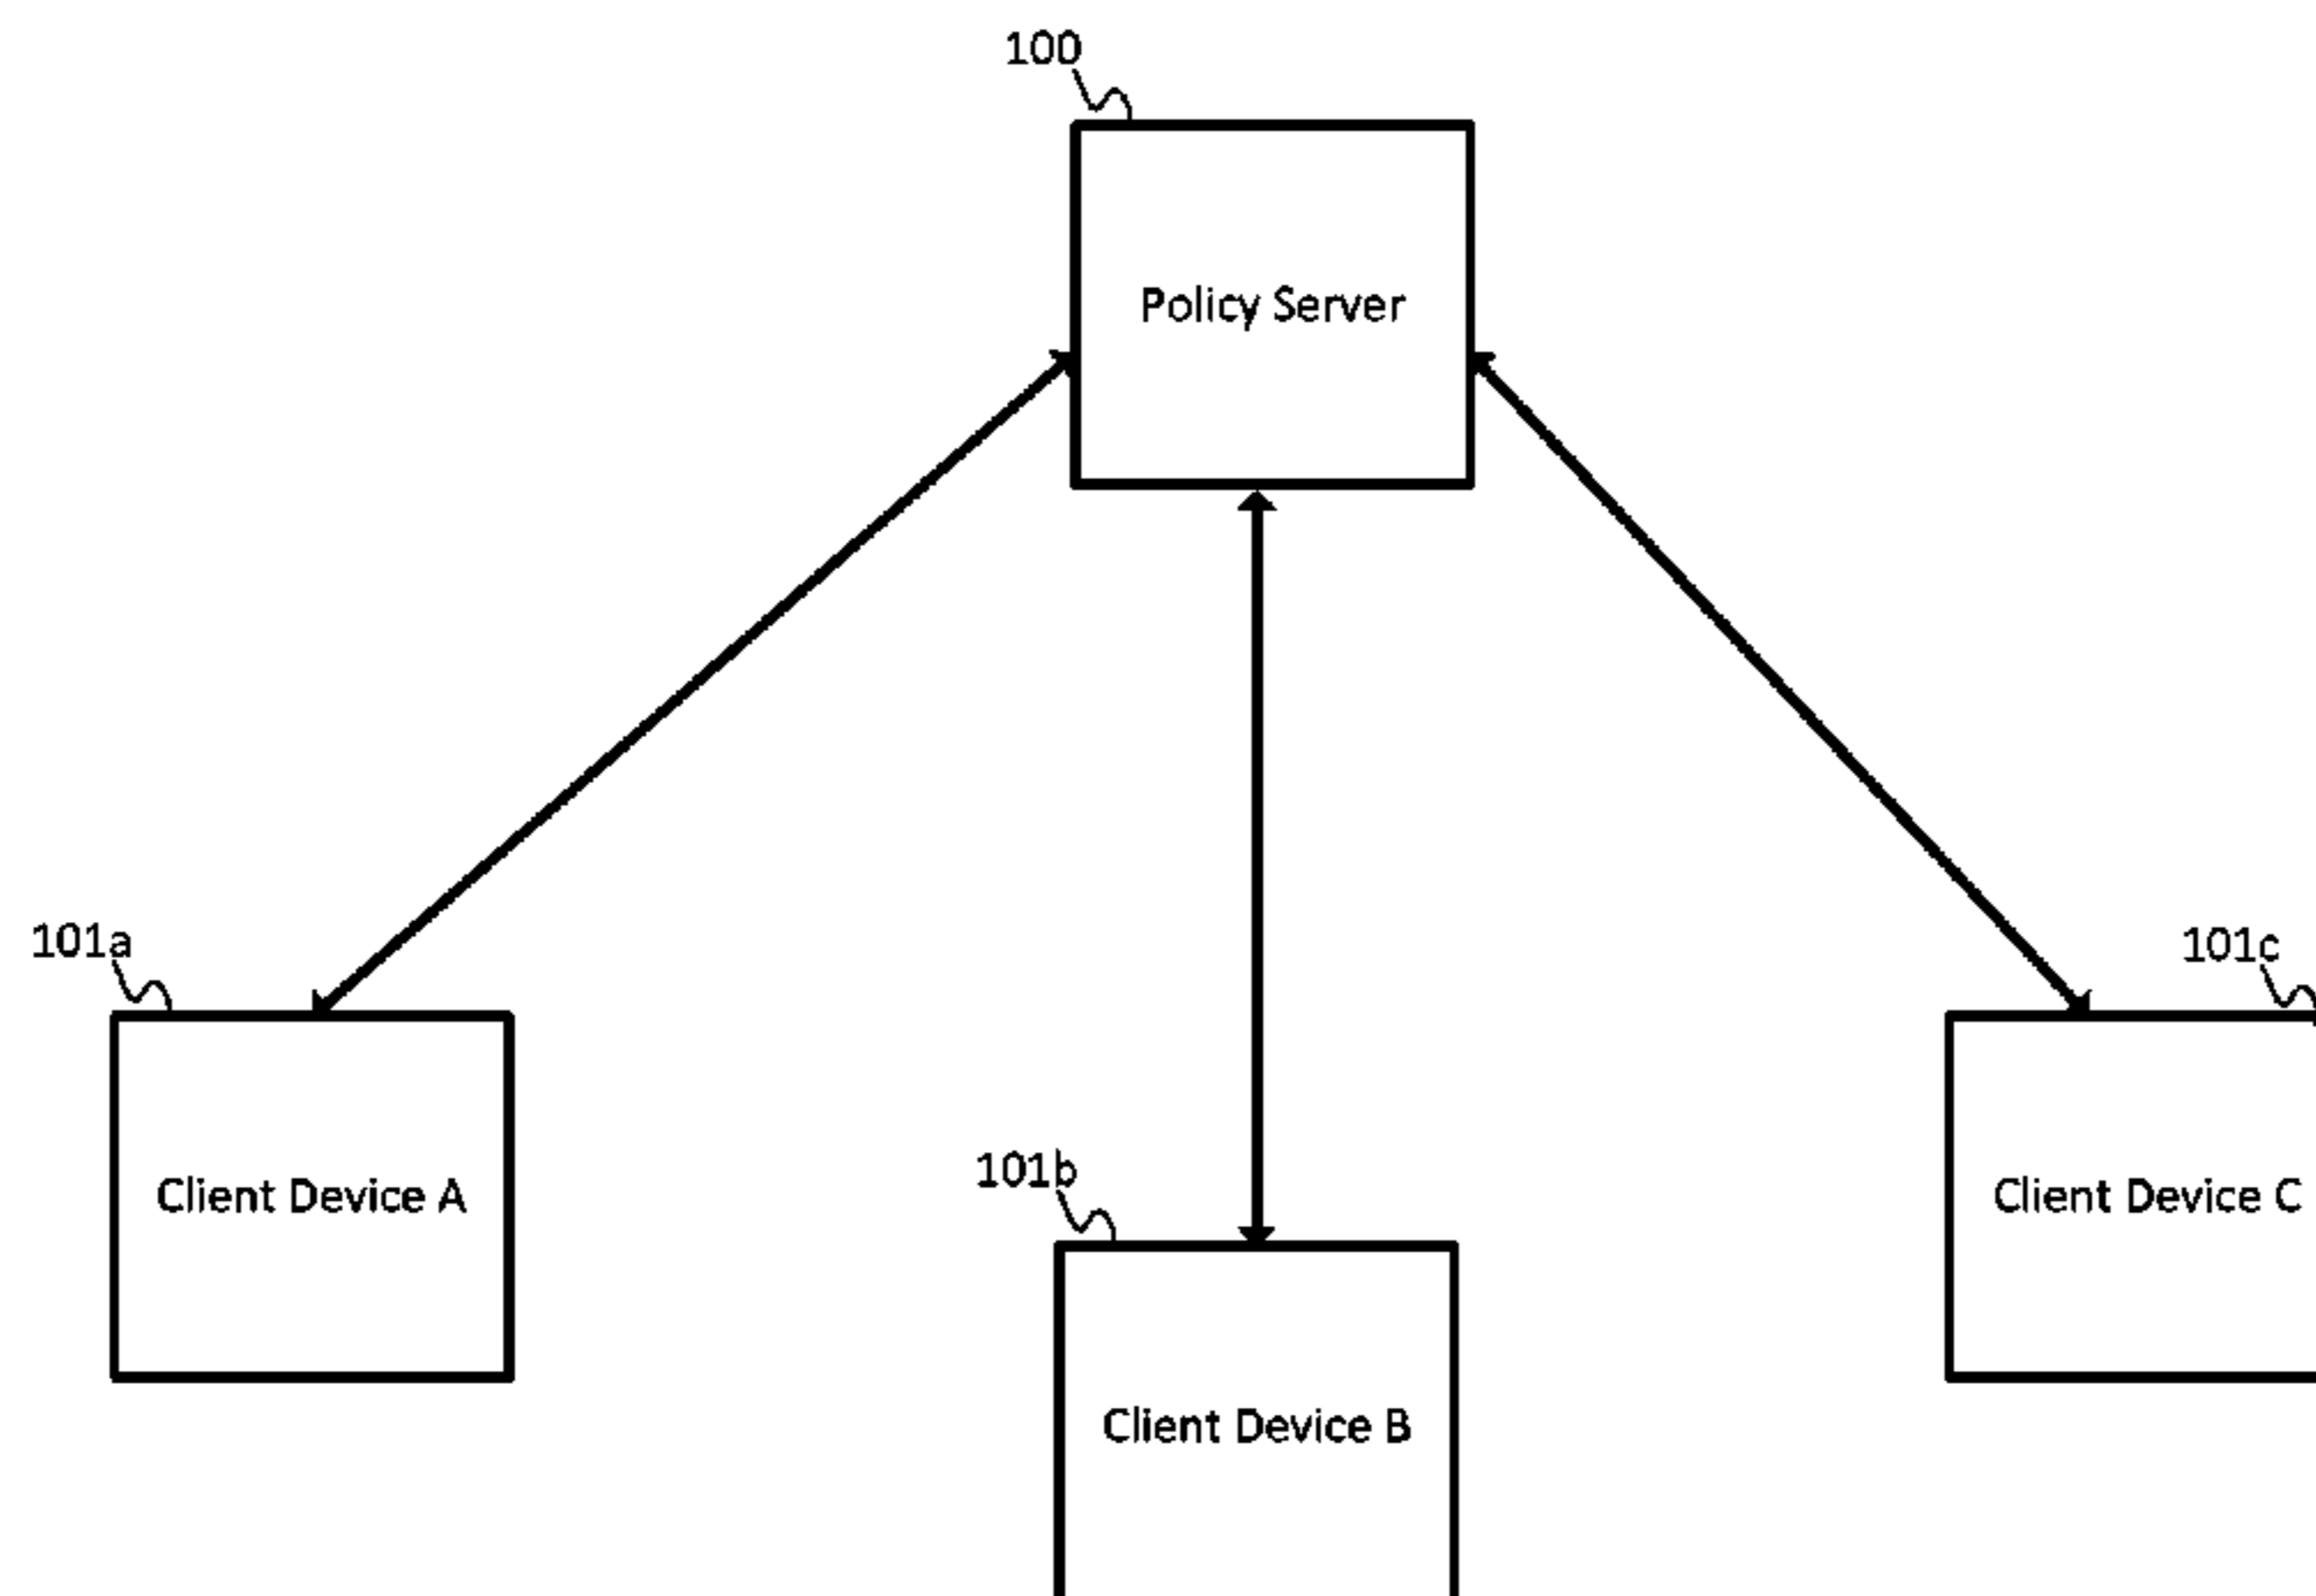 100
Policy Server
101a
101c
Client Device A
101b
Client Device C
Client Device B